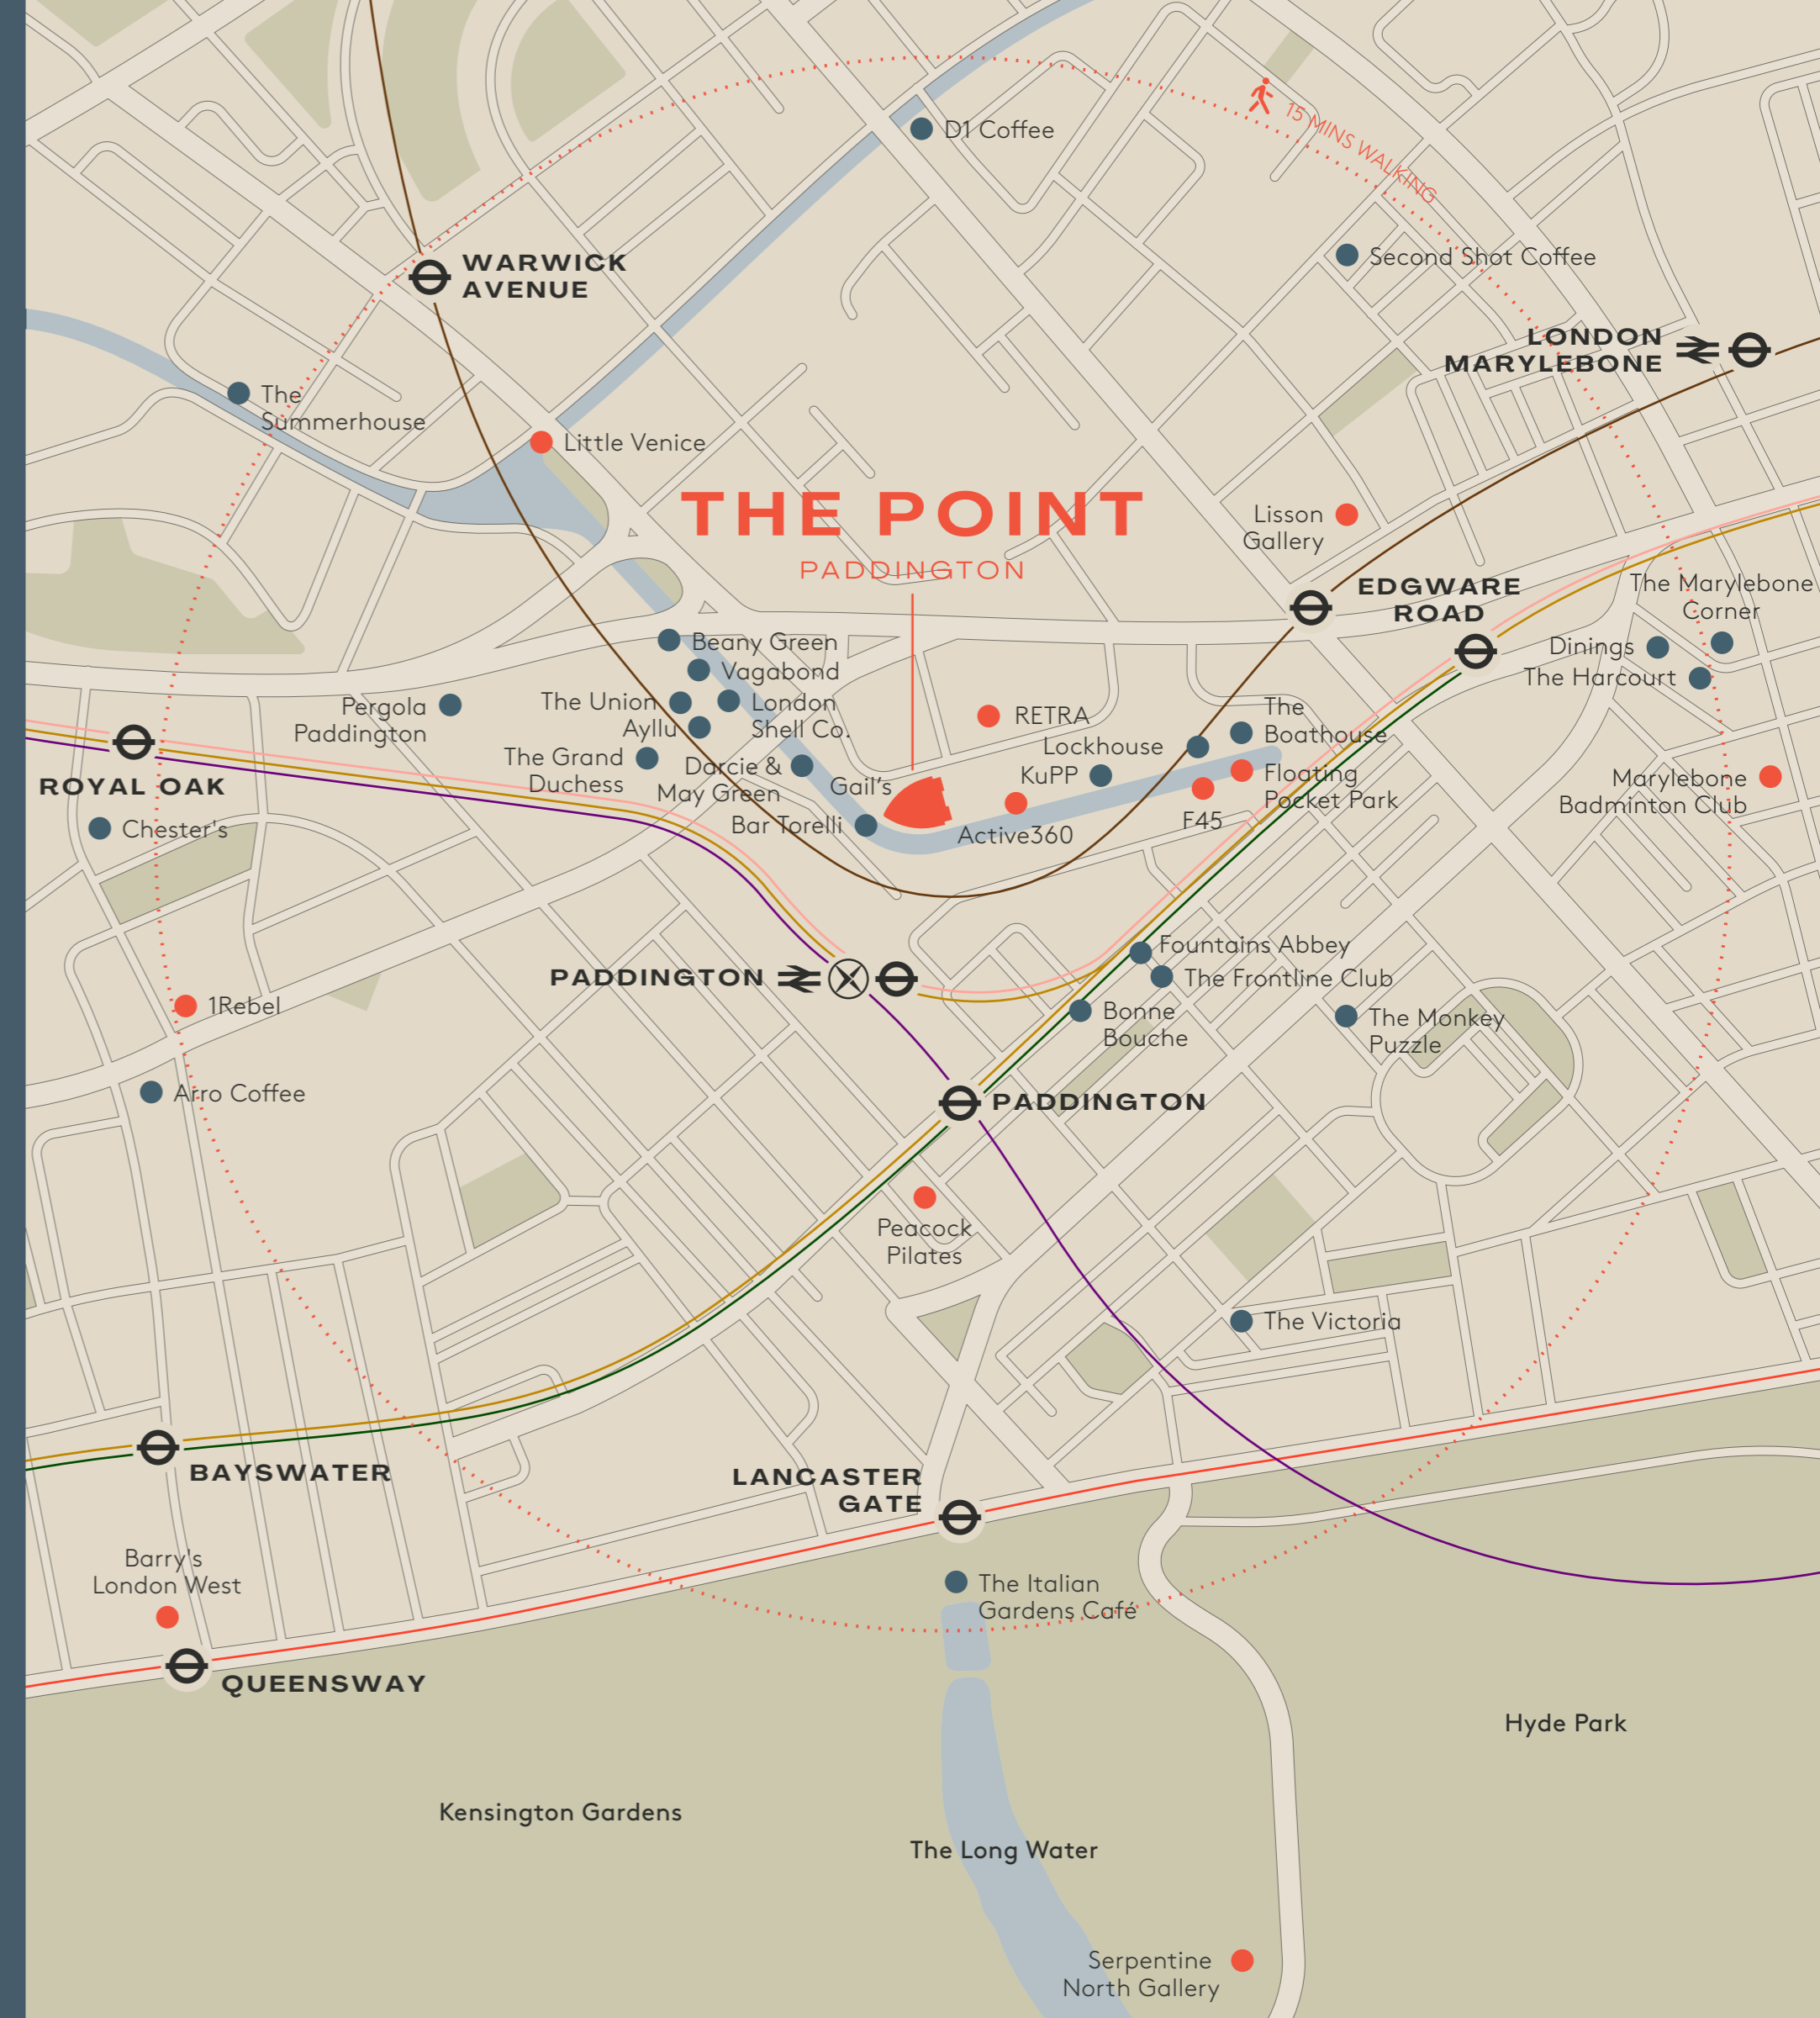 15 MINS WALKING
D1 Coffee
WARWICK
AVENUE
Second Shot Coffee
LONDON
MARYLEBONE
The
Summerhouse
Little Venice
THE POINT
PADDINGTON
Lisson
Gallery
EDGWARE
ROAD
The Marylebone
Corner
Dinings
The Harcourt
Beany Green
Vagabond
The Union
London
Shell Co.
Ayllu
Pergola
Paddington
The Grand
Duchess
Darcie &
May Green
Gail's
Bar Torelli
RETRA
Lockhouse
The
Boathouse
KuPP
Floating
Pocket Park
F45
Active360
Marylebone
Badminton Club
ROYAL OAK
Chester's
PADDINGTON
Fountains Abbey
The Frontline Club
Bonne
Bouche
The Monkey
Puzzle
1Rebel
Arro Coffee
PADDINGTON
Peacock
Pilates
The Victoria
BAYSWATER
LANCASTER
GATE
Barry's
London West
The Italian
Gardens Café
QUEENSWAY
Hyde Park
Kensington Gardens
The Long Water
Serpentine
North Gallery